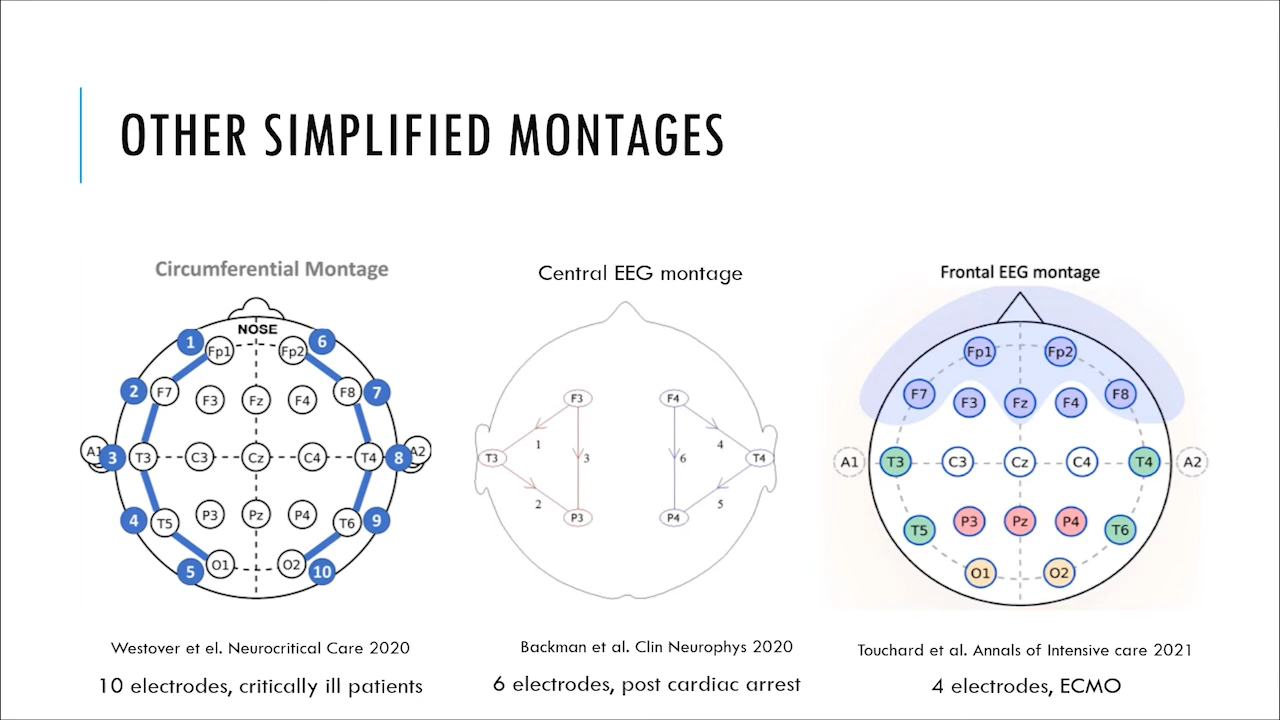 OTHER SIMPLIFIED MONTAGES
Circumferential Montage
NOSE
1 6
Fp1 Fp2
2 F7 F3 Fz F4 F8 7
A1 3 T3 C3 Cz C4 T4 8 A2
4 T5 P3 Pz P4 T6 9
5 O1 O2 10
Westover et el. Neurocritical Care 2020
10 electrodes, critically ill patients
Central EEG montage
F3 F4
1 4
T3 3 6 T4
2 5
P3 P4
Backman et al. Clin Neurophys 2020
6 electrodes, post cardiac arrest
Frontal EEG montage
Fp1 Fp2
F7 F3 Fz F4 F8
A1 T3 C3 Cz C4 T4 A2
T5 P3 Pz P4 T6
O1 O2
Touchard et al. Annals of Intensive care 2021
4 electrodes, ECMO